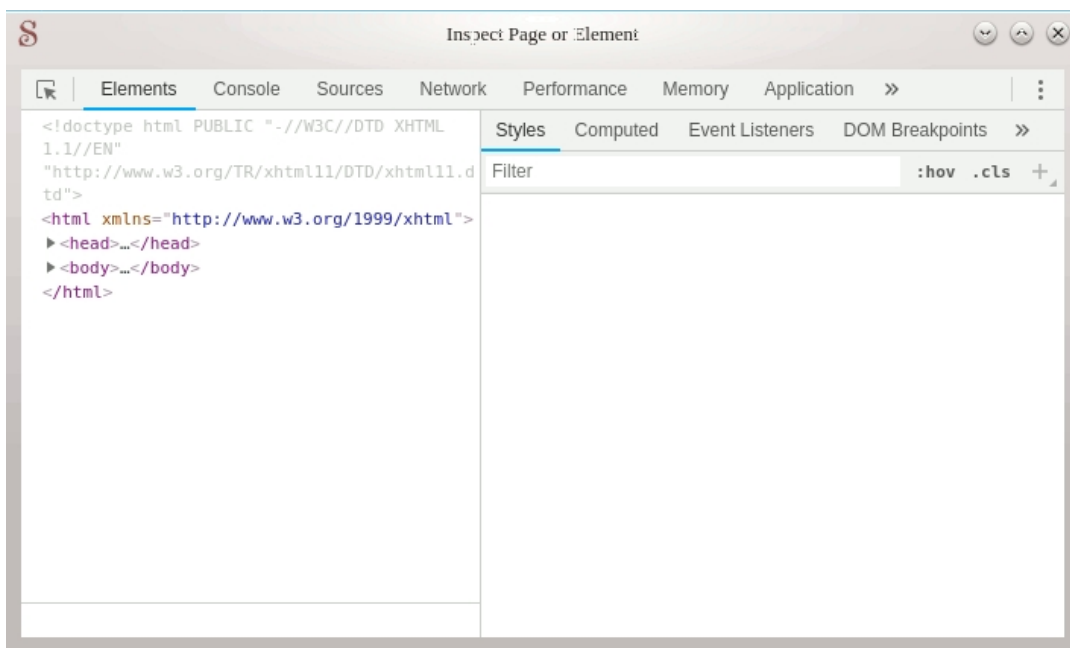 S
Inspect Page or Element
Elements Console Sources Network Performance Memory Application »
<!doctype html PUBLIC "-//W3C//DTD XHTML
1.1//EN"
"http://www.w3.org/TR/xhtml11/DTD/xhtml11.d
td">
<html xmlns="http://www.w3.org/1999/xhtml">
▶<head>…</head>
▶<body>…</body>
</html>
Styles Computed Event Listeners DOM Breakpoints »
Filter :hov .cls +